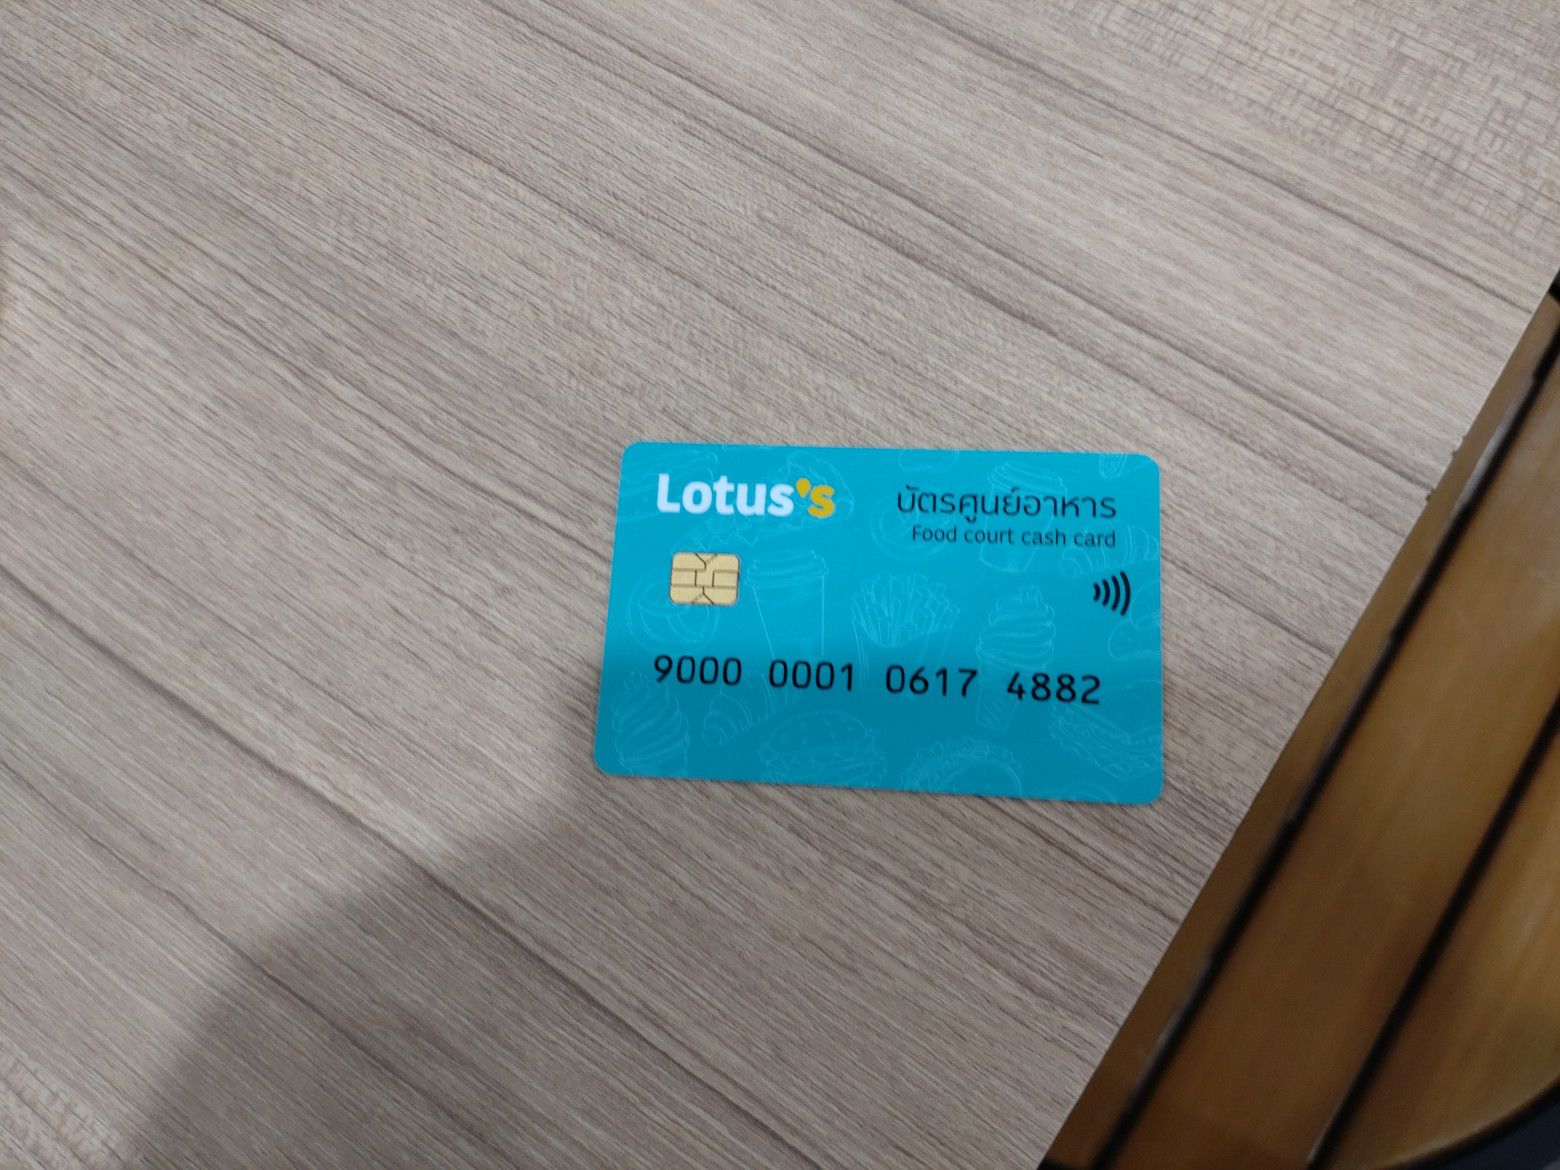 Lotus's
บัตรศูนย์อาหาร
Food court cash card
9000 0001 0617 4882